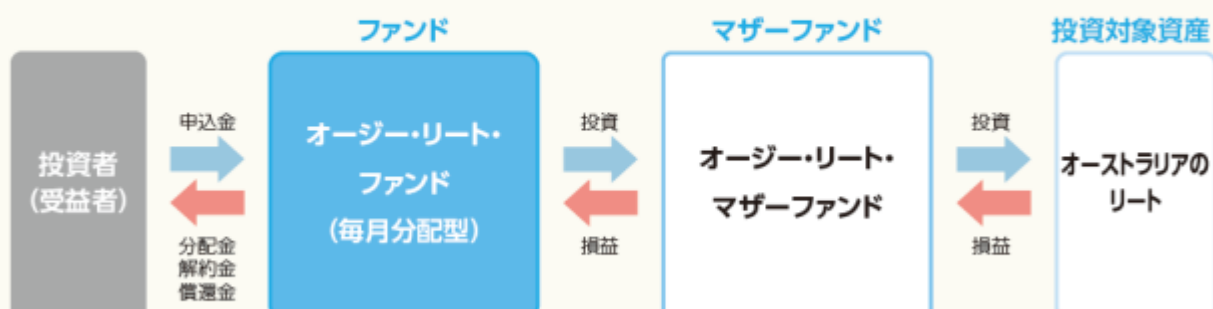 ファンド
マザーファンド
投資対象資産
投資者
(受益者)
申込金
分配金
解約金
償還金
オージー・リート・
ファンド
(毎月分配型)
投資
損益
オージー・リート・
マザーファンド
投資
損益
オーストラリアの
リート